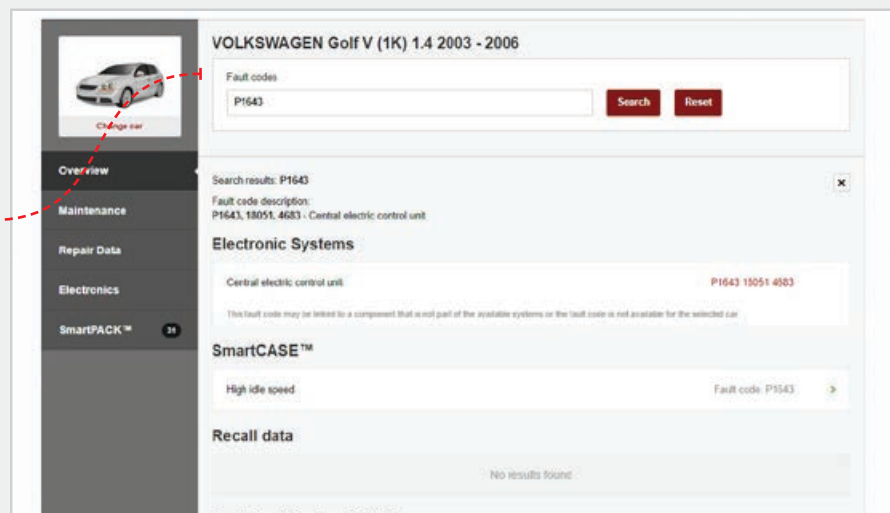 VOLKSWAGEN Golf V (1K) 1.4 2003 - 2006
Fault codes
P1643
Search
Reset
Change car
Overview
Maintenance
Repair Data
Electronics
SmartPACK™
31
Search results: P1643
Fault code description:
P1643, 18051, 4683 - Central electric control unit
Electronic Systems
Central electric control unit
P1643 18051 4683
This fault code may be linked to a component that is not part of the available systems or the fault code is not available for the selected car
SmartCASE™
High idle speed
Fault code: P1643
Recall data
No results found